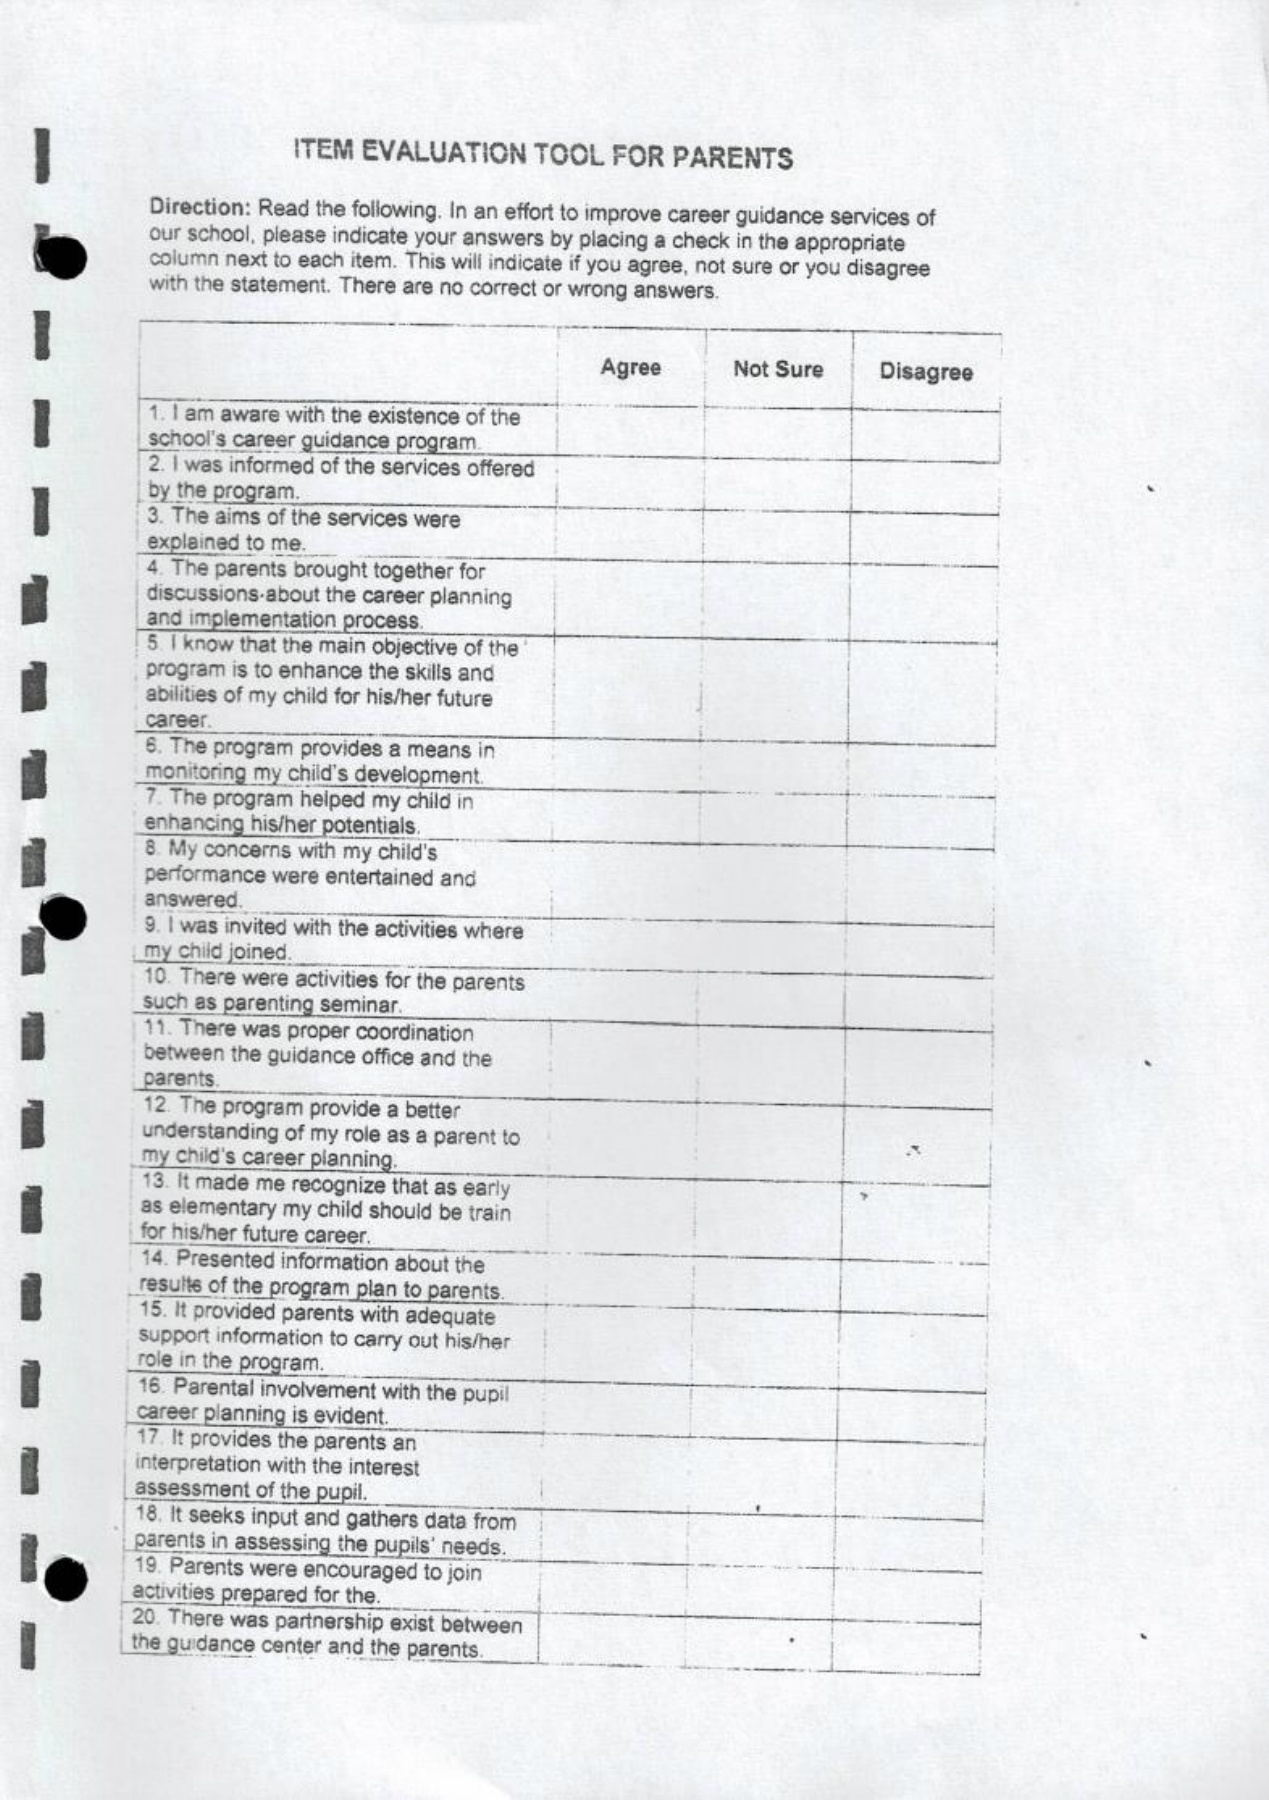 ITEM EVALUATION TOOL FOR PARENTS
Direction: Read the following. In an effort to improve career guidance services of
our school, please indicate your answers by placing a check in the appropriate
column next to each item. This will indicate if you agree, not sure or you disagree
with the statement. There are no correct or wrong answers.
Agree Not Sure Disagree
1. I am aware with the existence of the
school's career guidance program.
2. I was informed of the services offered
by the program.
3. The aims of the services were
explained to me.
4. The parents brought together for
discussions about the career planning
and implementation process.
5. I know that the main objective of the
program is to enhance the skills and
abilities of my child for his/her future
career.
6. The program provides a means in
monitoring my child's development.
7. The program helped my child in
enhancing his/her potentials.
8. My concerns with my child's
performance were entertained and
answered.
9. I was invited with the activities where
my child joined.
10. There were activities for the parents
such as parenting seminar.
11. There was proper coordination
between the guidance office and the
parents.
12. The program provide a better
understanding of my role as a parent to
my child's career planning.
13. It made me recognize that as early
as elementary my child should be train
for his/her future career.
14. Presented information about the
results of the program plan to parents.
15. It provided parents with adequate
support information to carry out his/her
role in the program.
16. Parental involvement with the pupil
career planning is evident.
17. It provides the parents an
interpretation with the interest
assessment of the pupil.
18. It seeks input and gathers data from
parents in assessing the pupils' needs.
19. Parents were encouraged to join
activities prepared for the.
20. There was partnership exist between
the guidance center and the parents.